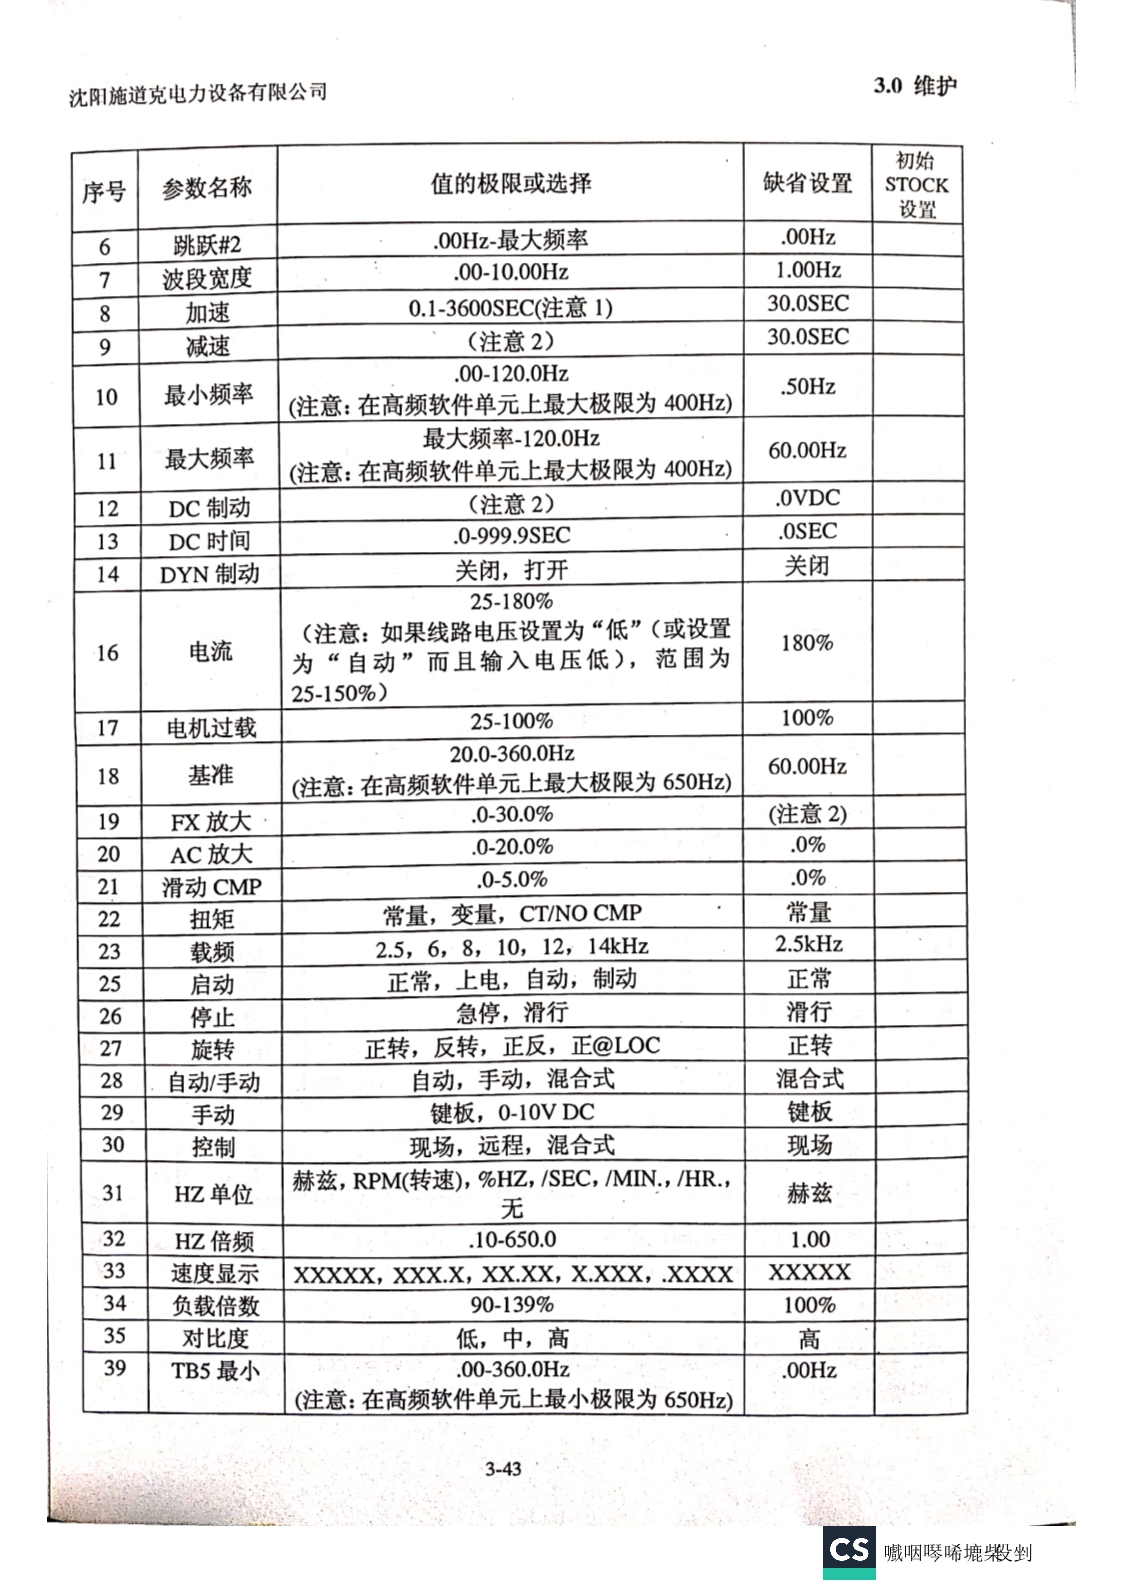 沈阳施道克电力设备有限公司
3.0 维护
序号 参数名称 值的极限或选择 缺省设置 初始
STOCK
设置
6 跳跃#2 .00Hz-最大频率 .00Hz
7 波段宽度 .00-10.00Hz 1.00Hz
8 加速 0.1-3600SEC(注意 1) 30.0SEC
9 减速 （注意 2） 30.0SEC
10 最小频率 .00-120.0Hz
(注意：在高频软件单元上最大极限为 400Hz) .50Hz
11 最大频率 最大频率-120.0Hz
(注意：在高频软件单元上最大极限为 400Hz) 60.00Hz
12 DC 制动 （注意 2） .0VDC
13 DC 时间 .0-999.9SEC .0SEC
14 DYN 制动 关闭，打开 关闭
16 电流 25-180%
（注意：如果线路电压设置为“低”（或设置
为“自动”而且输入电压低），范围为
25-150%） 180%
17 电机过载 25-100% 100%
18 基准 20.0-360.0Hz
(注意：在高频软件单元上最大极限为 650Hz) 60.00Hz
19 FX 放大 .0-30.0% (注意 2)
20 AC 放大 .0-20.0% .0%
21 滑动 CMP .0-5.0% .0%
22 扭矩 常量，变量，CT/NO CMP 常量
23 载频 2.5，6，8，10，12，14kHz 2.5kHz
25 启动 正常，上电，自动，制动 正常
26 停止 急停，滑行 滑行
27 旋转 正转，反转，正反，正@LOC 正转
28 自动/手动 自动，手动，混合式 混合式
29 手动 键板，0-10V DC 键板
30 控制 现场，远程，混合式 现场
31 HZ 单位 赫兹，RPM(转速)，%HZ，/SEC，/MIN.，/HR.，
无 赫兹
32 HZ 倍频 .10-650.0 1.00
33 速度显示 XXXXX，XXX.X，XX.XX，X.XXX，.XXXX XXXXX
34 负载倍数 90-139% 100%
35 对比度 低，中，高 高
39 TB5 最小 .00-360.0Hz
(注意：在高频软件单元上最小极限为 650Hz) .00Hz
3-43
CS